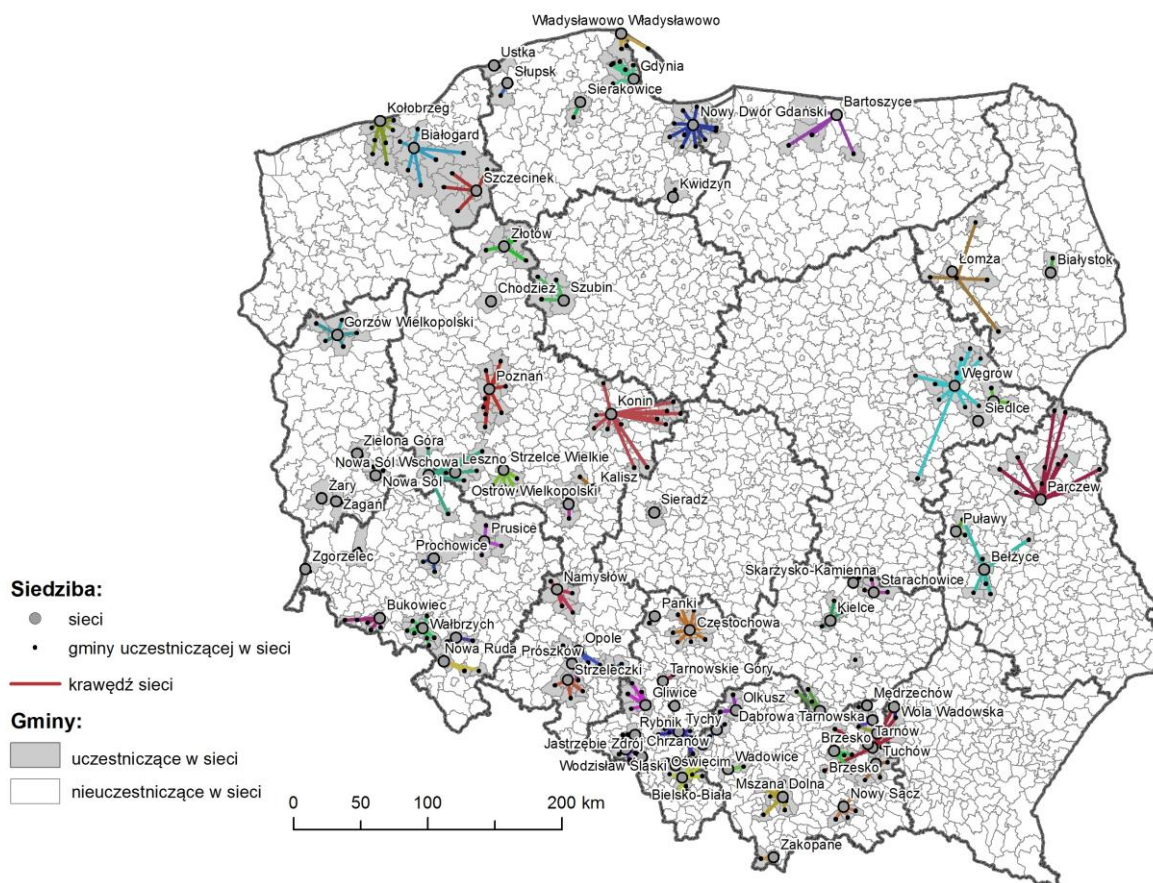 Władysławowo Władysławowo
Ustka
Gdynia
Słupsk
Sierakowice
Kołobrzeg
Nowy Dwór Gdański
Bartoszyce
Białogard
Szczecinek
Kwidzyn
Złotów
Łomża
Białystok
Chodzież
Szubin
Gorzów Wielkopolski
Poznań
Węgrów
Konin
Siedlce
Zielona Góra
Nowa Sól Wschowa
Leszno
Strzelce Wielkie
Nowa Sól
Kalisz
Ostrów Wielkopolski
Parczew
Żary
Żagań
Sieradz
Prusice
Puławy
Prochowice
Bełżyce
Zgorzelec
Skarżysko-Kamienna
Namysłów
Starachowice
Siedziba:
Bukowiec
Panki
Kielce
sieci
Wałbrzych
Częstochowa
gminy uczestniczącej w sieci
Nowa Ruda
Opole
Prószków
krawędź sieci
Strzeleczki
Tarnowskie Góry
Gliwice
Olkusz
Mędrzechów
Gminy:
Rybnik
Tychy
Dąbrowa Tarnowska
Wola Wadowska
Jastrzębie Zdrój
Chrzanów
Brzesko
Tarnów
uczestniczące w sieci
Wodzisław Śląski
Oświęcim
Wadowice
Brzesko
Tuchów
nieuczestniczące w sieci
Bielsko-Biała
Mszana Dolna
Nowy Sącz
0 50 100 200 km
Zakopane